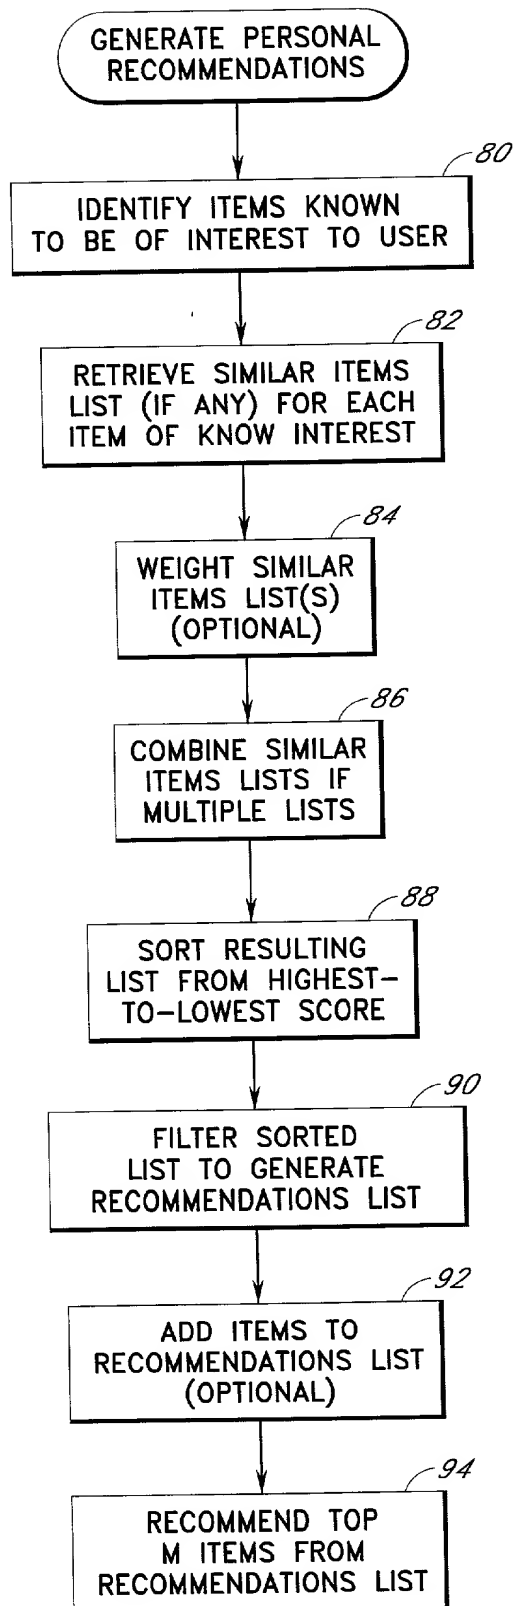 GENERATE PERSONAL
RECOMMENDATIONS
80
IDENTIFY ITEMS KNOWN
TO BE OF INTEREST TO USER
82
RETRIEVE SIMILAR ITEMS
LIST (IF ANY) FOR EACH
ITEM OF KNOW INTEREST
84
WEIGHT SIMILAR
ITEMS LIST(S)
(OPTIONAL)
86
COMBINE SIMILAR
ITEMS LISTS IF
MULTIPLE LISTS
88
SORT RESULTING
LIST FROM HIGHEST-
TO-LOWEST SCORE
90
FILTER SORTED
LIST TO GENERATE
RECOMMENDATIONS LIST
92
ADD ITEMS TO
RECOMMENDATIONS LIST
(OPTIONAL)
94
RECOMMEND TOP
M ITEMS FROM
RECOMMENDATIONS LIST